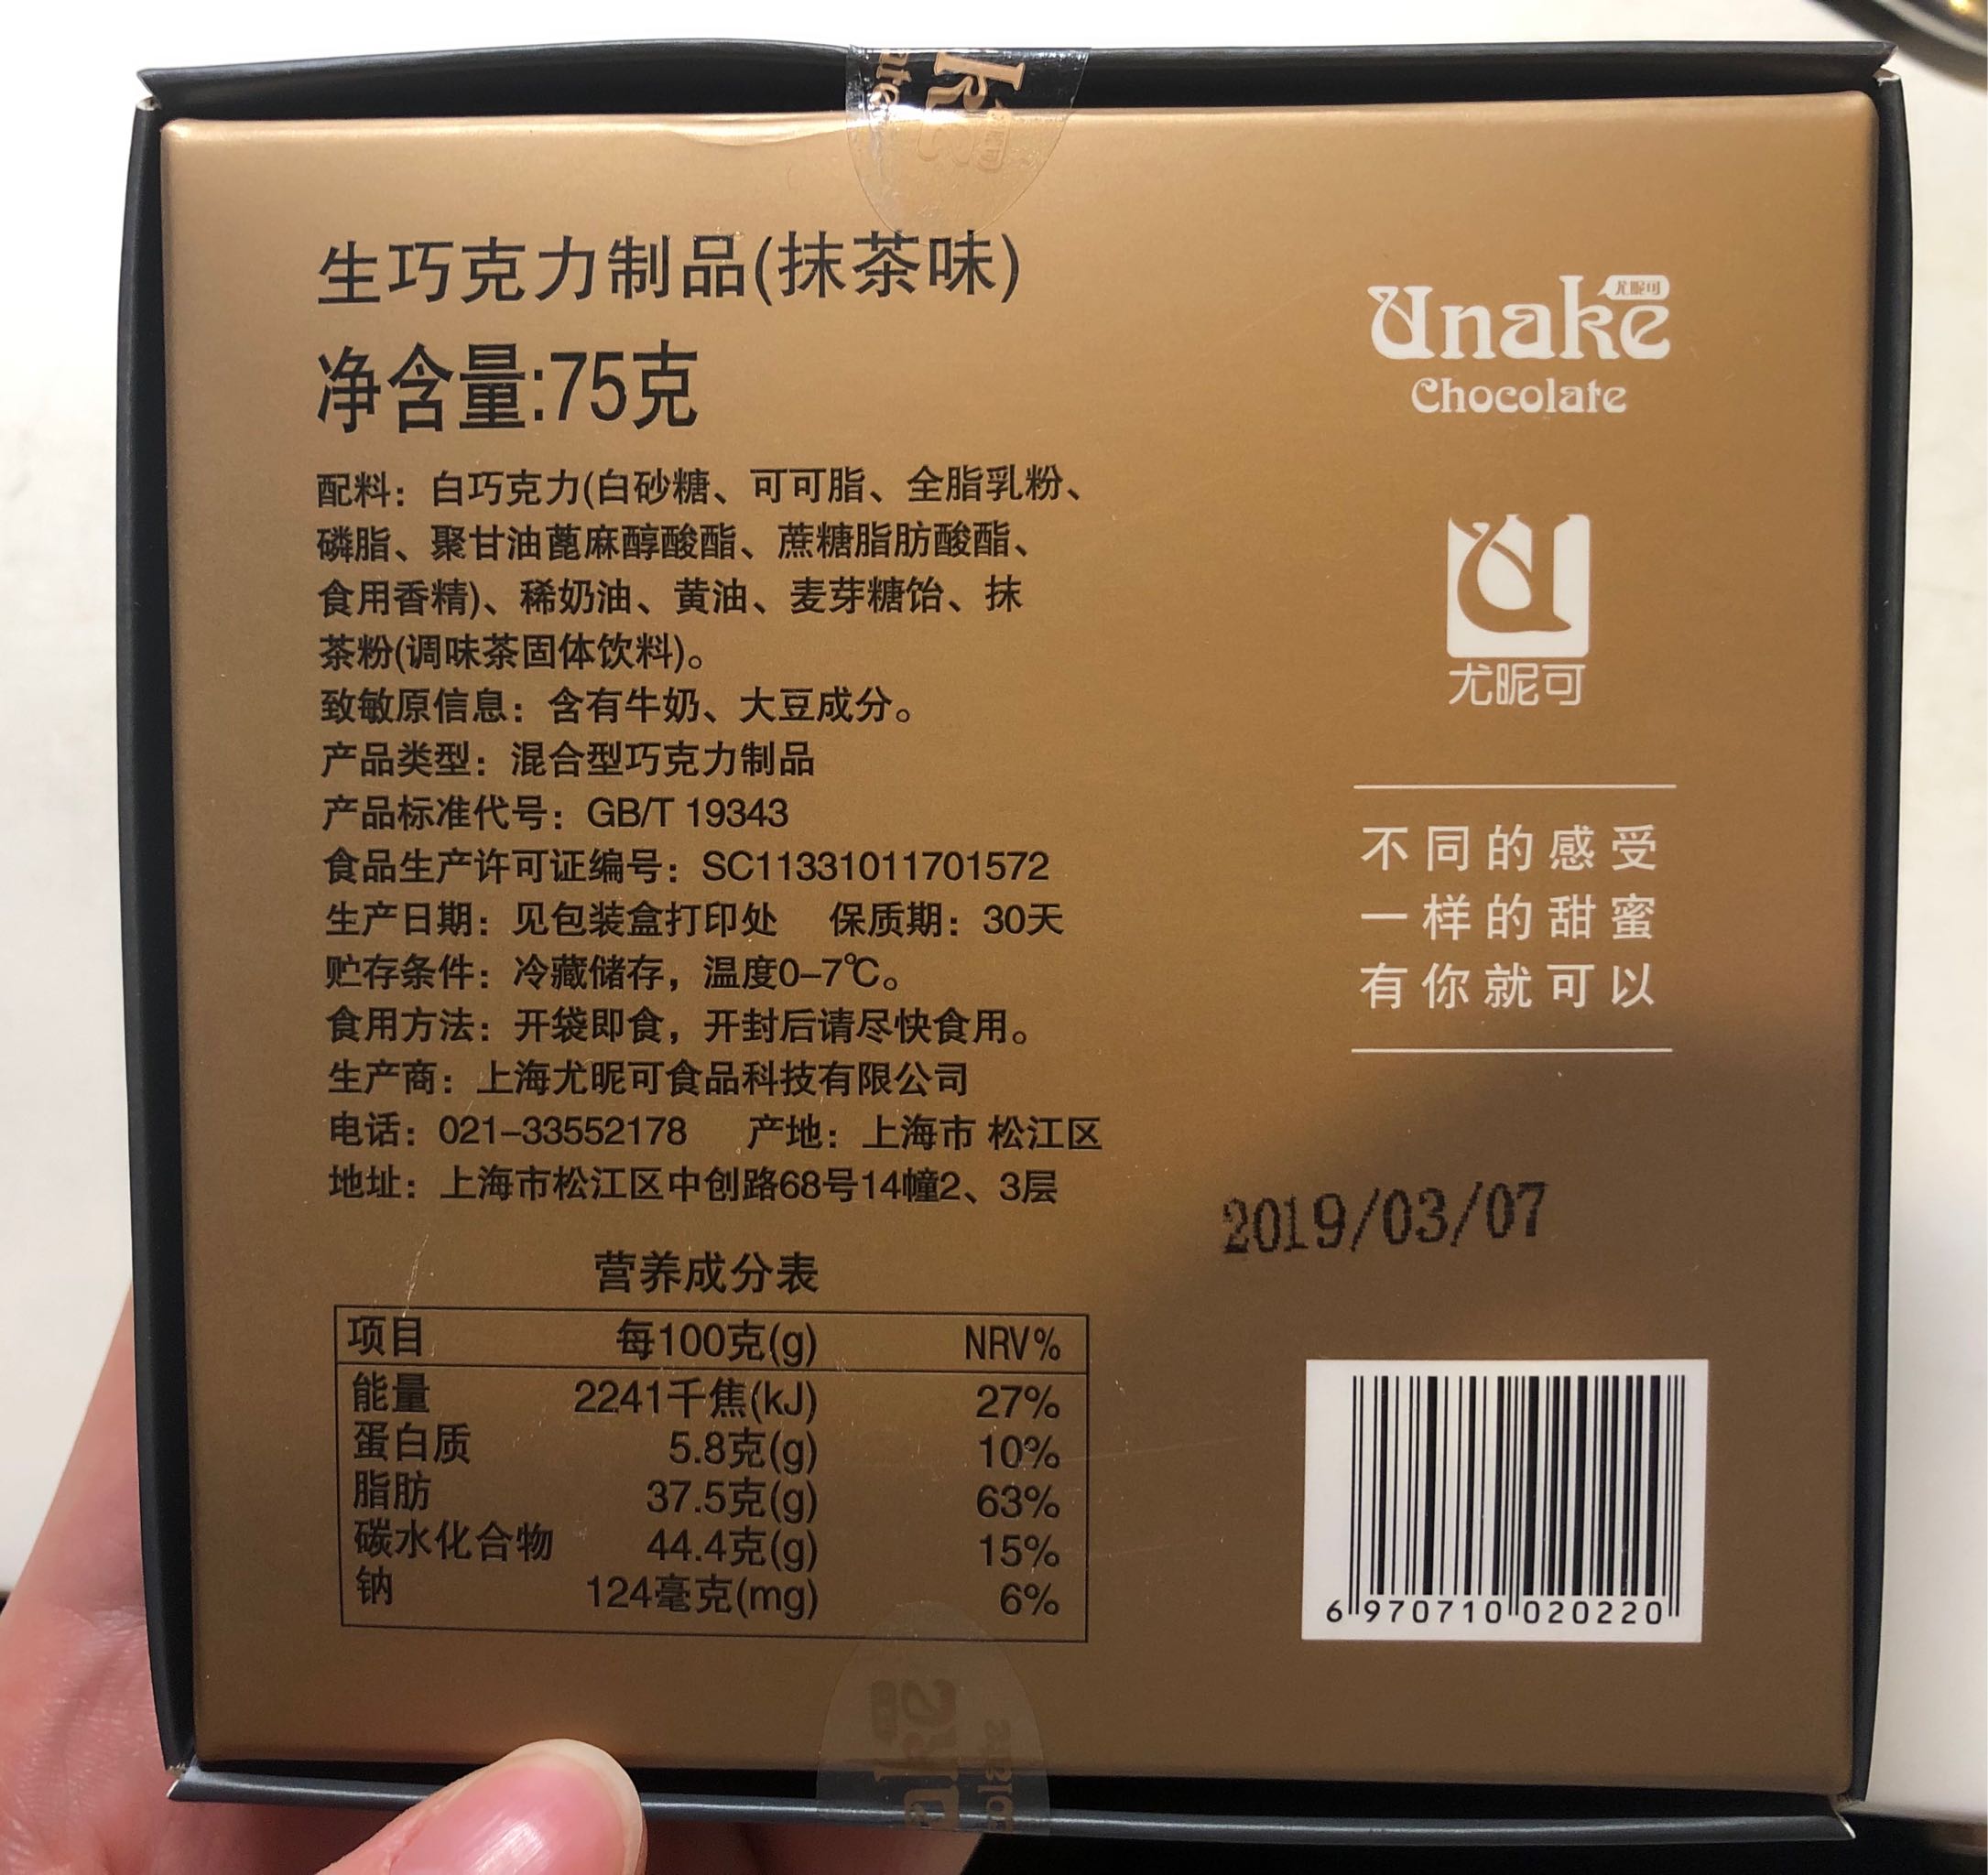 生巧克力制品(抹茶味)
净含量:75克
配料：白巧克力(白砂糖、可可脂、全脂乳粉、
磷脂、聚甘油蓖麻醇酸酯、蔗糖脂肪酸酯、
食用香精)、稀奶油、黄油、麦芽糖饴、抹
茶粉(调味茶固体饮料)。
致敏原信息：含有牛奶、大豆成分。
产品类型：混合型巧克力制品
产品标准代号：GB/T 19343
食品生产许可证编号：SC11331011701572
生产日期：见包装盒打印处 保质期：30天
贮存条件：冷藏储存，温度0–7℃。
食用方法：开袋即食，开封后请尽快食用。
生产商：上海尤昵可食品科技有限公司
电话：021–33552178 产地：上海市 松江区
地址：上海市松江区中创路68号14幢2、3层
营养成分表
项目 每100克(g) NRV%
能量 2241千焦(kJ) 27%
蛋白质 5.8克(g) 10%
脂肪 37.5克(g) 63%
碳水化合物 44.4克(g) 15%
钠 124毫克(mg) 6%
尤昵可
Unake
Chocolate
尤昵可
不同的感受
一样的甜蜜
有你就可以
2019/03/07
6 970710 020220